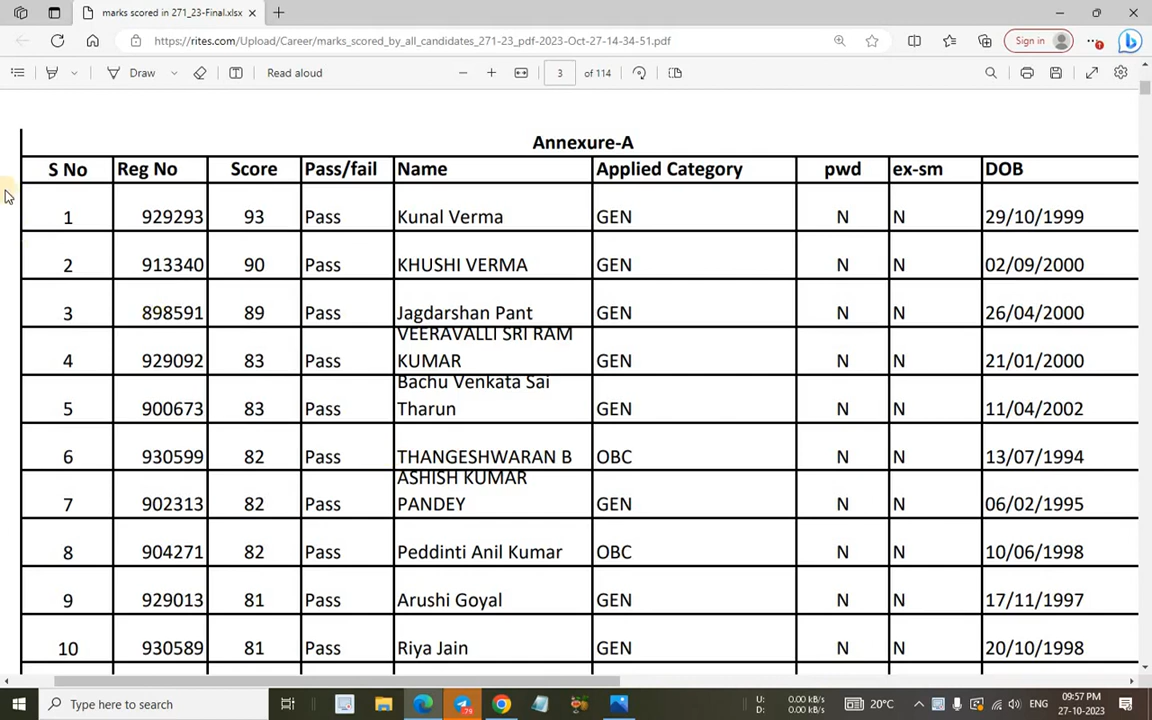 marks scored in 271_23-Final.xlsx
https://rites.com/Upload/Career/marks_scored_by_all_candidates_271-23_pdf-2023-Oct-27-14-34-51.pdf
Sign in
Draw
Read aloud
3 of 114
Annexure-A
S No Reg No Score Pass/fail Name Applied Category pwd ex-sm DOB
1 929293 93 Pass Kunal Verma GEN N N 29/10/1999
2 913340 90 Pass KHUSHI VERMA GEN N N 02/09/2000
3 898591 89 Pass Jagdarshan Pant GEN N N 26/04/2000
VEERAVALLI SRI RAM
4 929092 83 Pass KUMAR GEN N N 21/01/2000
Bachu Venkata Sai
5 900673 83 Pass Tharun GEN N N 11/04/2002
6 930599 82 Pass THANGESHWARAN B OBC N N 13/07/1994
ASHISH KUMAR
7 902313 82 Pass PANDEY GEN N N 06/02/1995
8 904271 82 Pass Peddinti Anil Kumar OBC N N 10/06/1998
9 929013 81 Pass Arushi Goyal GEN N N 17/11/1997
10 930589 81 Pass Riya Jain GEN N N 20/10/1998
Type here to search
U: 0.00 kB/s
D: 0.00 kB/s
20°C
ENG
09:57 PM
27-10-2023